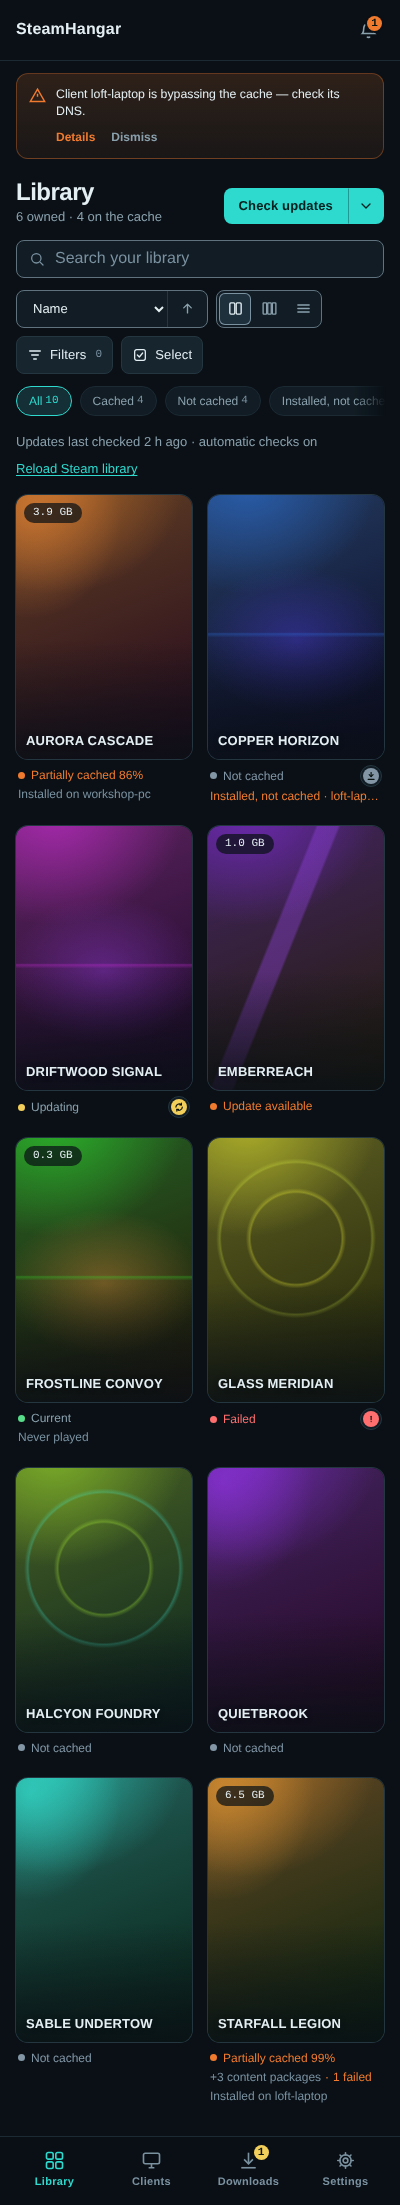 SteamHangar
1
Client loft-laptop is bypassing the cache — check its
DNS.
Details Dismiss
Library
6 owned · 4 on the cache
Check updates
Search your library
Name
Filters 0
Select
All 10
Cached 4
Not cached 4
Installed, not cache
Updates last checked 2 h ago · automatic checks on
Reload Steam library
3.9 GB
AURORA CASCADE
Partially cached 86%
Installed on workshop-pc
COPPER HORIZON
Not cached
Installed, not cached · loft-lap…
DRIFTWOOD SIGNAL
Updating
1.0 GB
EMBERREACH
Update available
0.3 GB
FROSTLINE CONVOY
Current
Never played
GLASS MERIDIAN
Failed
HALCYON FOUNDRY
Not cached
QUIETBROOK
Not cached
SABLE UNDERTOW
Not cached
6.5 GB
STARFALL LEGION
Partially cached 99%
+3 content packages · 1 failed
Installed on loft-laptop
1
Library Clients Downloads Settings